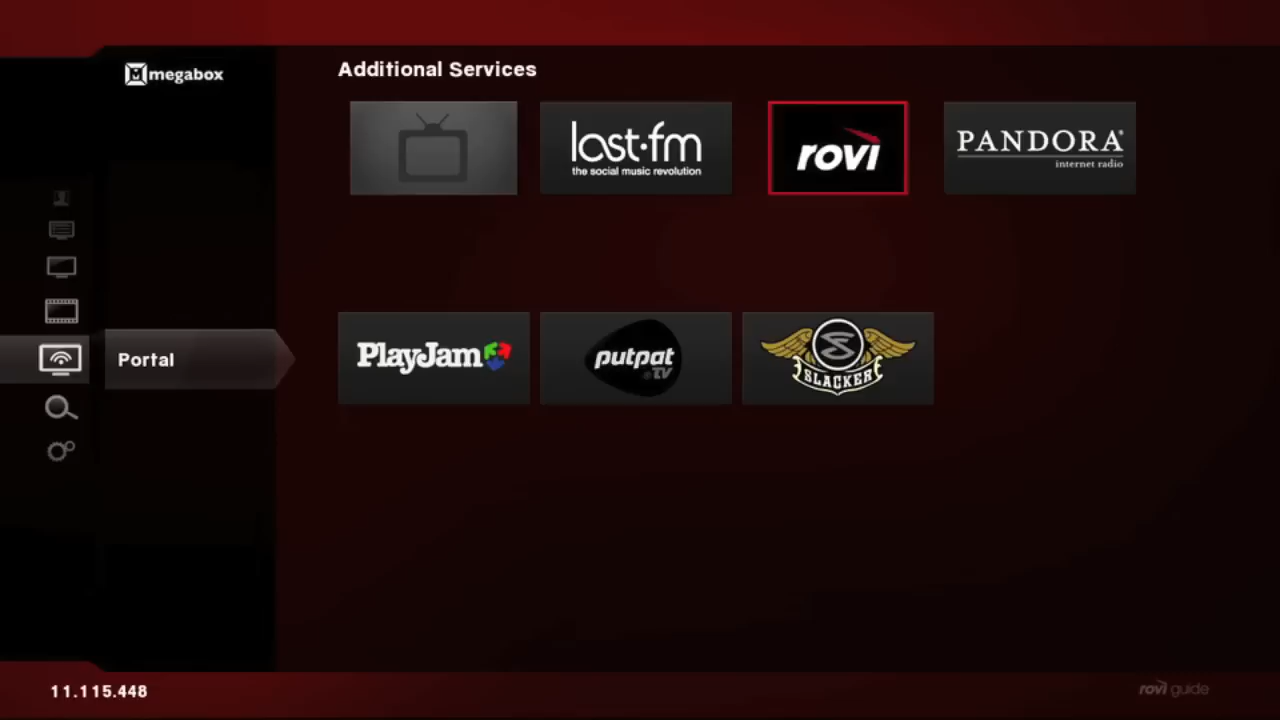 megabox
Additional Services
last·fm
the social music revolution
rovi
PANDORA®
internet radio
Portal
PlayJam
putpat
.TV
SLACKER
11.115.448
rovi guide